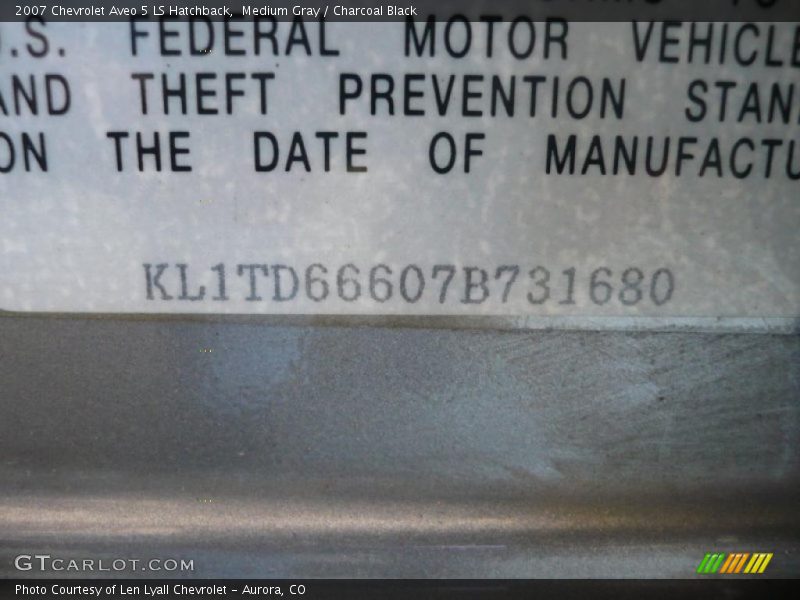 2007 Chevrolet Aveo 5 LS Hatchback, Medium Gray / Charcoal Black
U.S. FEDERAL MOTOR VEHICLE
AND THEFT PREVENTION STAN
ON THE DATE OF MANUFACTU
KL1TD66607B731680
GTCARLOT.COM
Photo Courtesy of Len Lyall Chevrolet - Aurora, CO